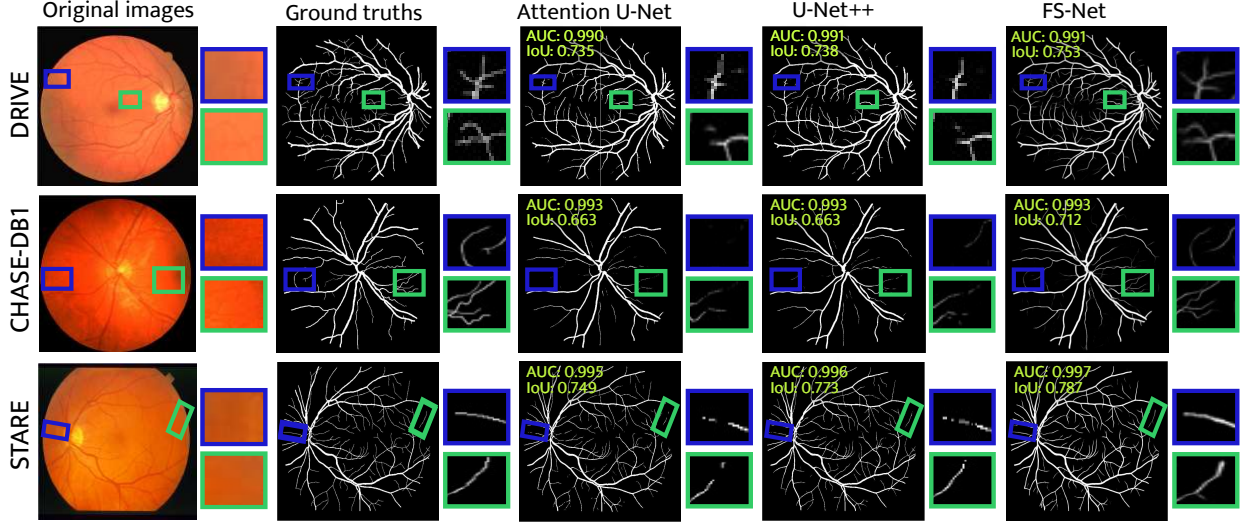 Original images
Ground truths
Attention U-Net
U-Net++
FS-Net
DRIVE
AUC: 0.990
IoU: 0.735
AUC: 0.991
IoU: 0.738
AUC: 0.991
IoU: 0.753
CHASE-DB1
AUC: 0.993
IoU: 0.663
AUC: 0.993
IoU: 0.663
AUC: 0.993
IoU: 0.712
STARE
AUC: 0.995
IoU: 0.749
AUC: 0.996
IoU: 0.773
AUC: 0.997
IoU: 0.787